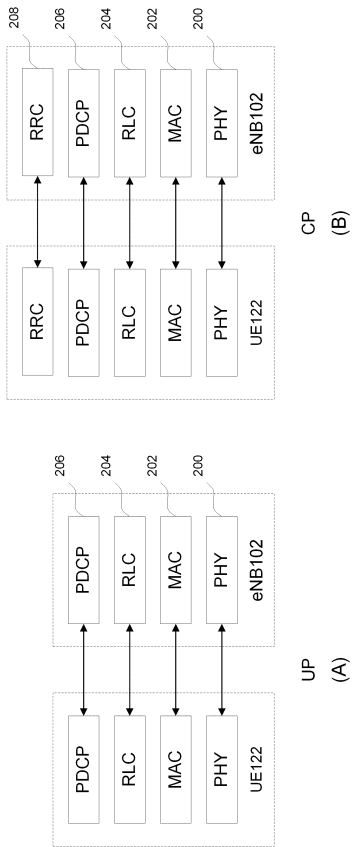 PDCP
PDCP
206
RLC
RLC
204
MAC
MAC
202
PHY
PHY
200
UE122
eNB102
UP
(A)
RRC
RRC
208
PDCP
PDCP
206
RLC
RLC
204
MAC
MAC
202
PHY
PHY
200
UE122
eNB102
CP
(B)